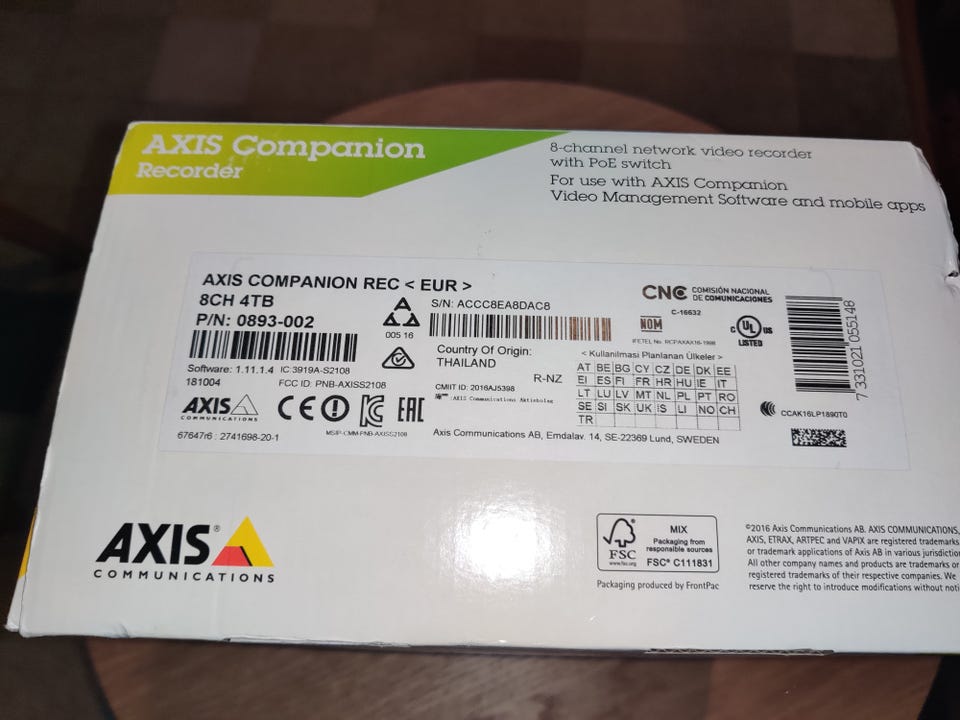 AXIS Companion
Recorder
8-channel network video recorder
with PoE switch
For use with AXIS Companion
Video Management Software and mobile apps
AXIS COMPANION REC < EUR >
8CH 4TB
P/N: 0893-002
Software: 1.11.1.4 IC:3919A-S2108
181004 FCC ID: PNB-AXISS2108
AXIS
COMMUNICATIONS
CE
EAC
67647r6 : 2741698-20-1
MSIP-CMM-PNB-AXISS2108
005 16
S/N: ACCC8EA8DAC8
Country Of Origin:
THAILAND
R-NZ
CMIIT ID: 2016AJ5398
: AXIS Communications Aktiebolag
Axis Communications AB, Emdalav. 14, SE-22369 Lund, SWEDEN
CNC COMISIÓN NACIONAL
DE COMUNICACIONES
C-16632
NOM
C UL US
LISTED
IFETEL No. RCPAXAX16-1998
< Kullanilmasi Planlanan Ülkeler >
AT BE BG CY CZ DE DK EE
EI ES FI FR HR HU IE IT
LT LU LV MT NL PL PT RO
SE SI SK UK iS LI NO CH
TR
7 331021 055148
CCAK16LP1890T0
AXIS®
COMMUNICATIONS
FSC
www.fsc.org
MIX
Packaging from
responsible sources
FSC® C111831
Packaging produced by FrontPac
©2016 Axis Communications AB. AXIS COMMUNICATIONS,
AXIS, ETRAX, ARTPEC and VAPIX are registered trademarks
or trademark applications of Axis AB in various
All other company names and products are trademarks or
registered trademarks of their respective companies. We
reserve the right to introduce modifications without